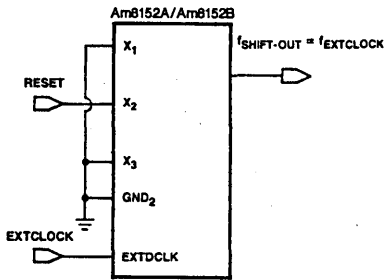 Am8152A/Am8152B
X1
fSHIFT-OUT = fEXTCLOCK
RESET
X2
X3
GND2
EXTCLOCK
EXTDCLK